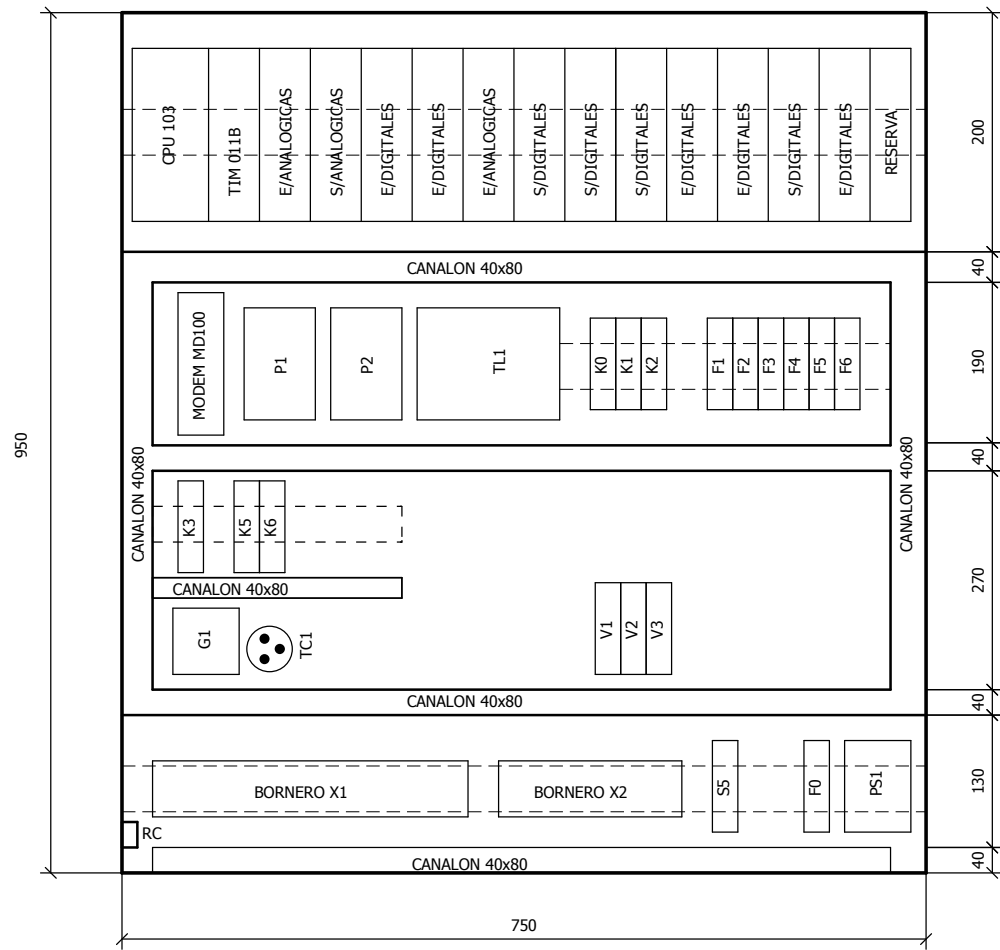 CPU 103
TIM 011B
E/ANALOGICAS
S/ANALOGICAS
E/DIGITALES
E/DIGITALES
E/ANALOGICAS
S/DIGITALES
S/DIGITALES
S/DIGITALES
E/DIGITALES
E/DIGITALES
S/DIGITALES
E/DIGITALES
RESERVA
200
CANALON 40x80
40
MODEM MD100
P1
P2
TL1
K0
K1
K2
F1
F2
F3
F4
F5
F6
190
950
40
CANALON 40x80
CANALON 40x80
K3
K5
K6
CANALON 40x80
G1
TC1
V1
V2
V3
270
CANALON 40x80
40
BORNERO X1
BORNERO X2
S5
F0
PS1
130
RC
CANALON 40x80
40
750